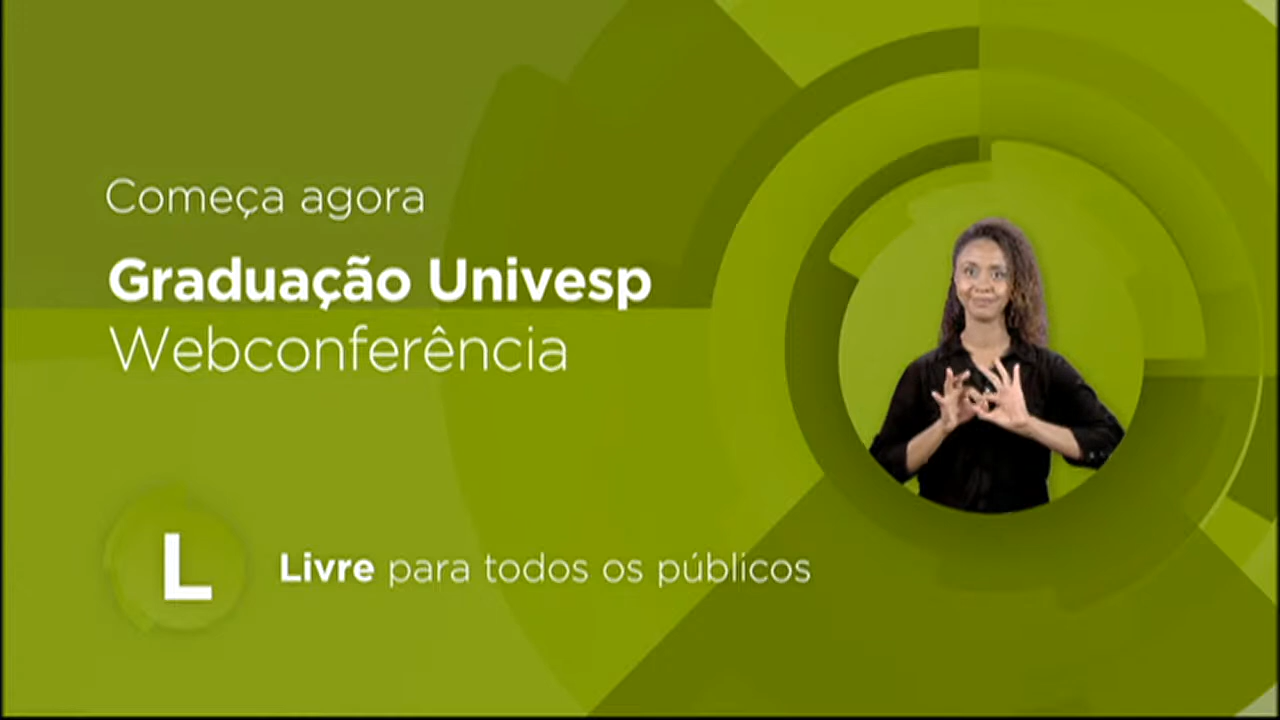 Começa agora
Graduação Univesp
Webconferência
L
Livre para todos os públicos